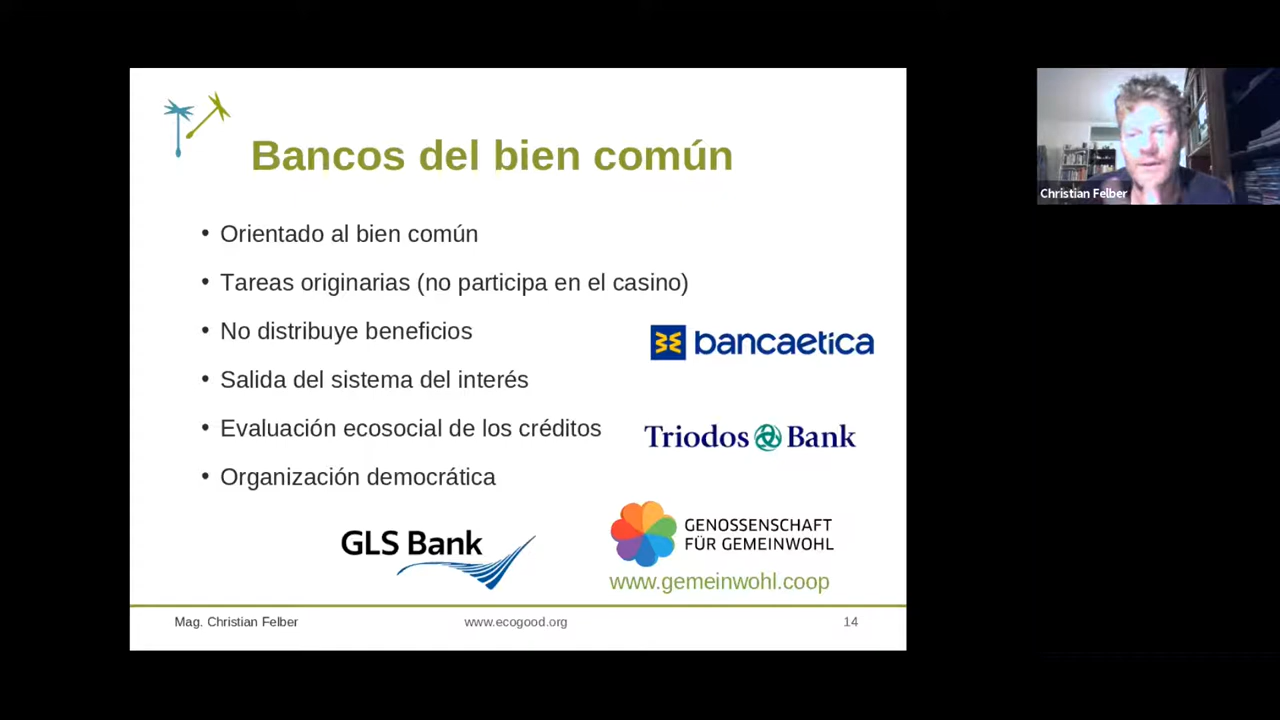 Bancos del bien común
• Orientado al bien común
• Tareas originarias (no participa en el casino)
• No distribuye beneficios
• Salida del sistema del interés
• Evaluación ecosocial de los créditos
• Organización democrática
bancaetica
Triodos Bank
GLS Bank
GENOSSENSCHAFT
FÜR GEMEINWOHL
www.gemeinwohl.coop
Mag. Christian Felber
www.ecogood.org
14
Christian Felber